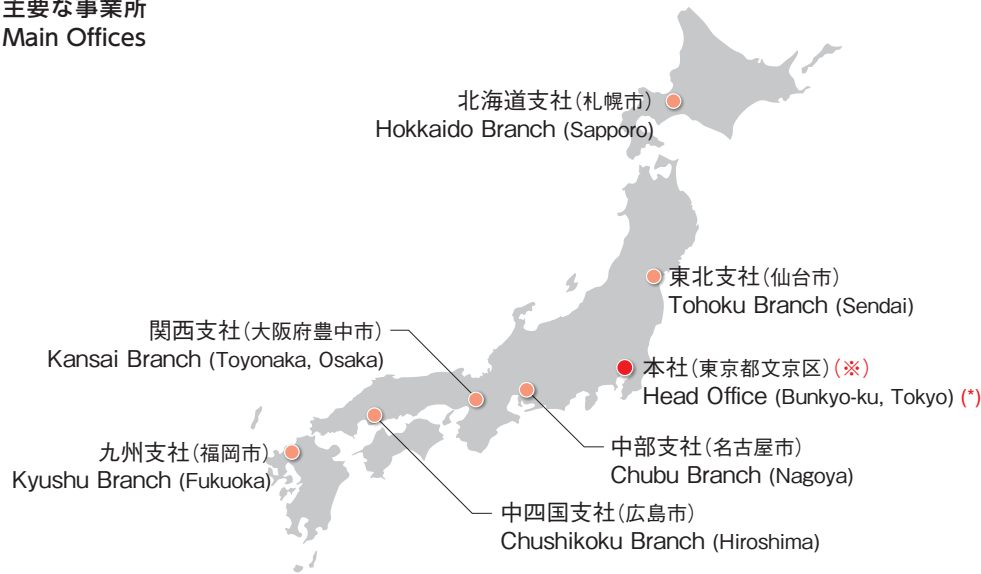 主要な事業所
Main Offices
北海道支社(札幌市)
Hokkaido Branch (Sapporo)
東北支社(仙台市)
Tohoku Branch (Sendai)
関西支社(大阪府豊中市)
Kansai Branch (Toyonaka, Osaka)
本社(東京都文京区)(※)
Head Office (Bunkyo-ku, Tokyo) (*)
九州支社(福岡市)
Kyushu Branch (Fukuoka)
中部支社(名古屋市)
Chubu Branch (Nagoya)
中四国支社(広島市)
Chushikoku Branch (Hiroshima)